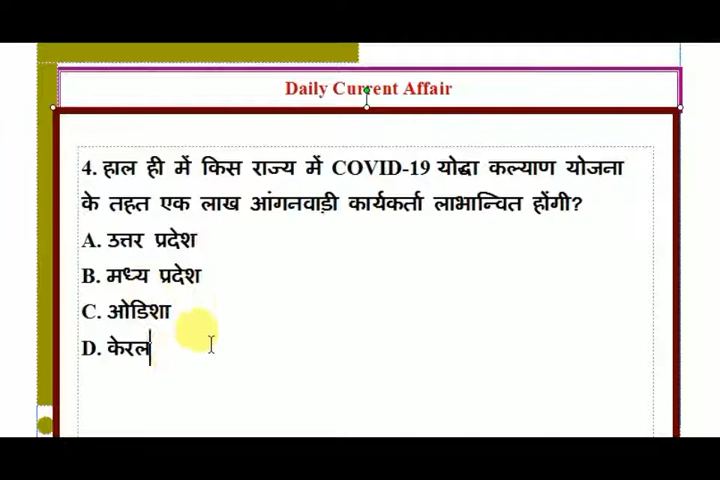 Daily Current Affair
4. हाल ही में किस राज्य में COVID-19 योद्धा कल्याण योजना
के तहत एक लाख आंगनवाड़ी कार्यकर्ता लाभान्वित होंगी?
A. उत्तर प्रदेश
B. मध्य प्रदेश
C. ओडिशा
D. केरल